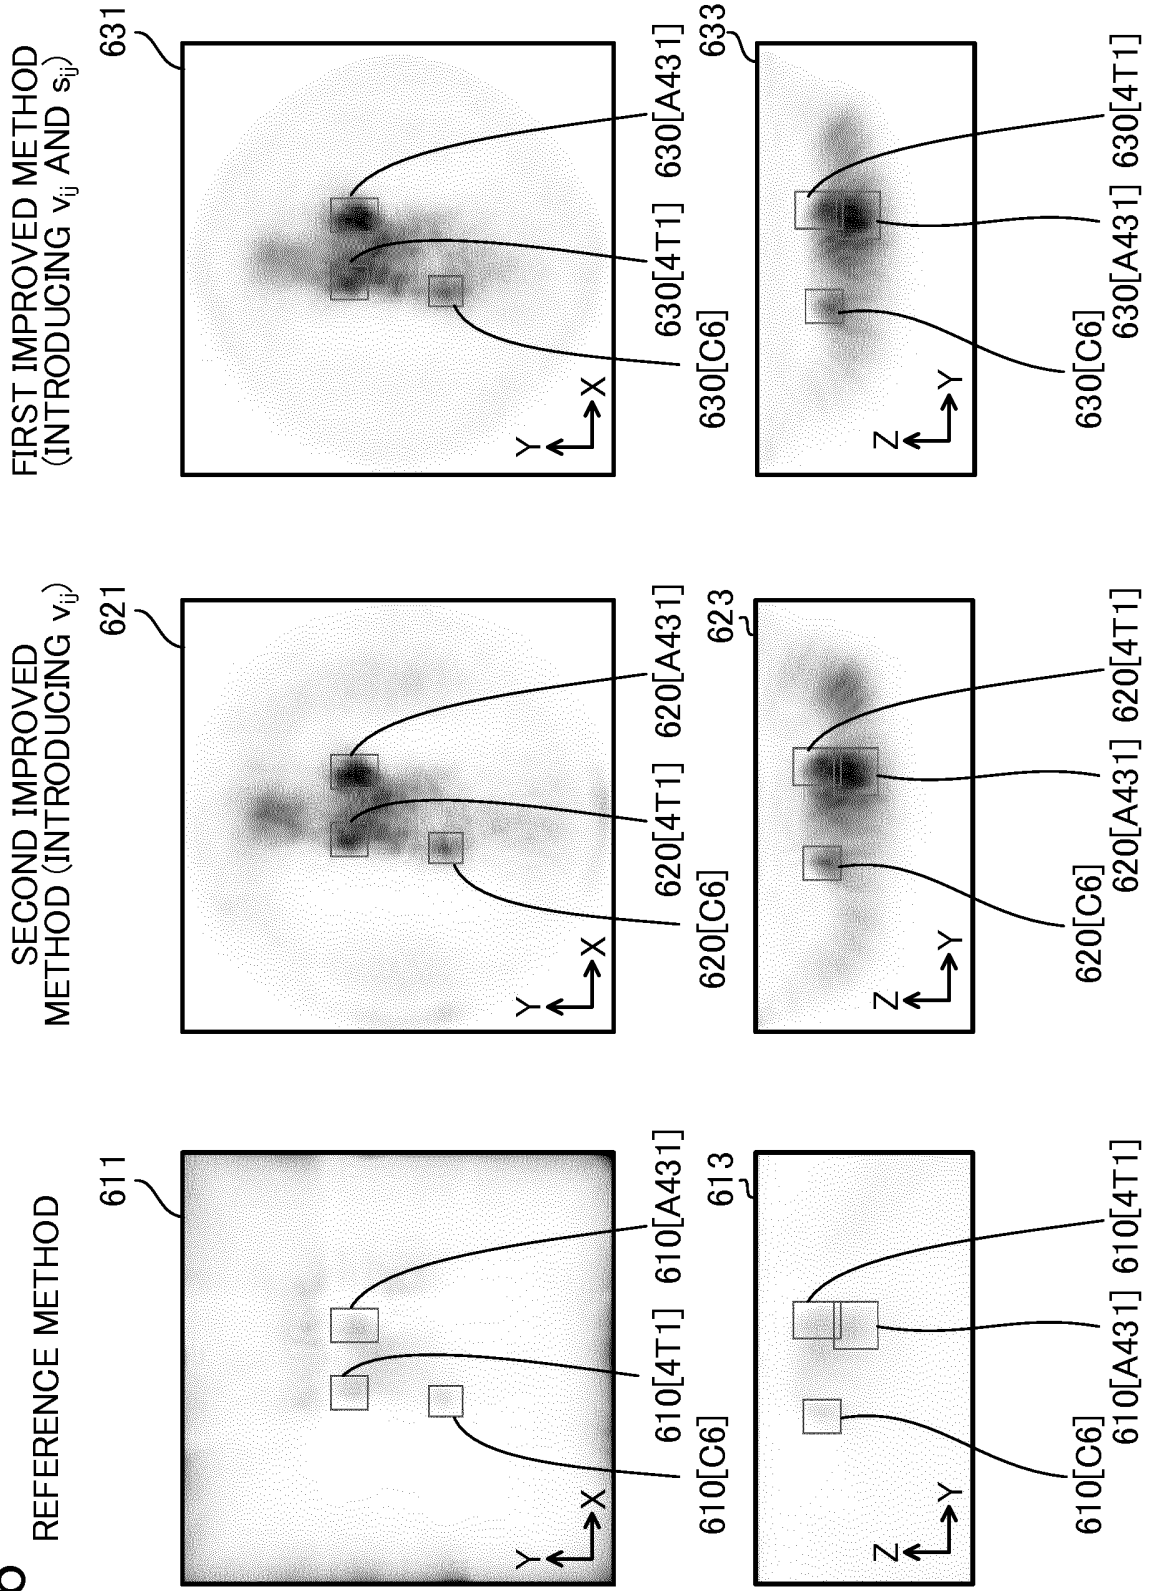 REFERENCE METHOD
611
Y
X
610[4T1]
610[A431]
610[C6]
613
Z
Y
610[C6]
610[A431]
610[4T1]
SECOND IMPROVED
METHOD (INTRODUCING vij)
621
Y
X
620[4T1]
620[A431]
620[C6]
623
Z
Y
620[C6]
620[A431]
620[4T1]
FIRST IMPROVED METHOD
(INTRODUCING vij AND sij)
631
Y
X
630[4T1]
630[A431]
630[C6]
633
Z
Y
630[C6]
630[A431]
630[4T1]